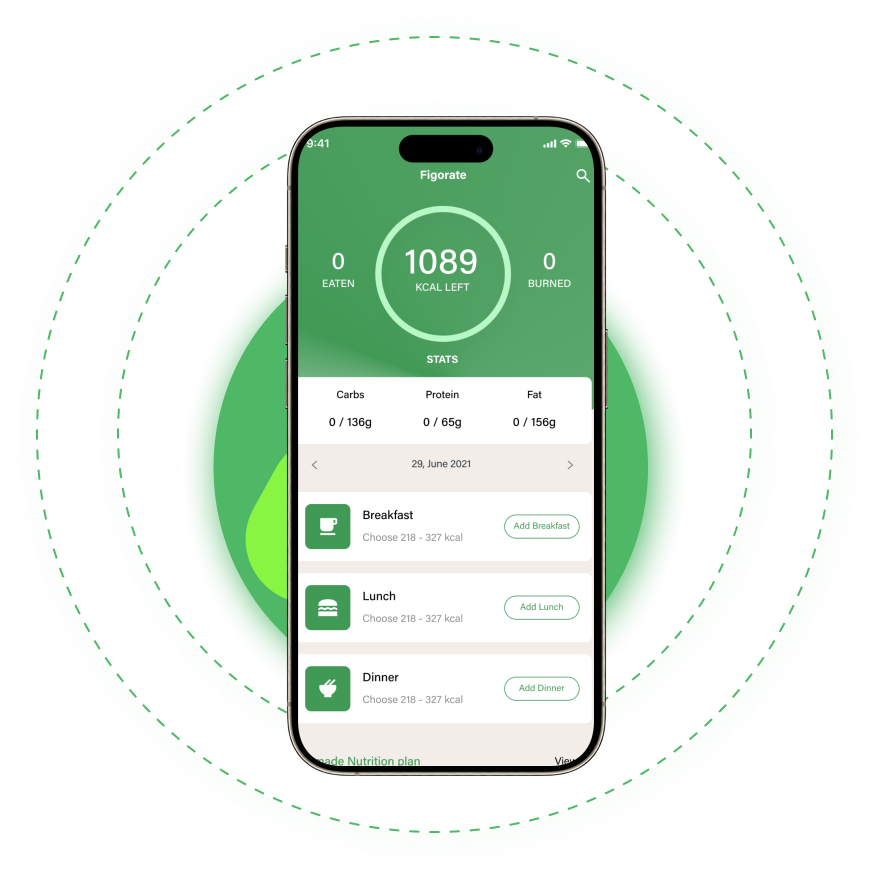 9:41
Figorate
0
EATEN
1089
KCAL LEFT
0
BURNED
STATS
Carbs Protein Fat
0 / 136g 0 / 65g 0 / 156g
29, June 2021
Breakfast
Choose 218 - 327 kcal
Add Breakfast
Lunch
Choose 218 - 327 kcal
Add Lunch
Dinner
Choose 218 - 327 kcal
Add Dinner
Nutrition plan
View